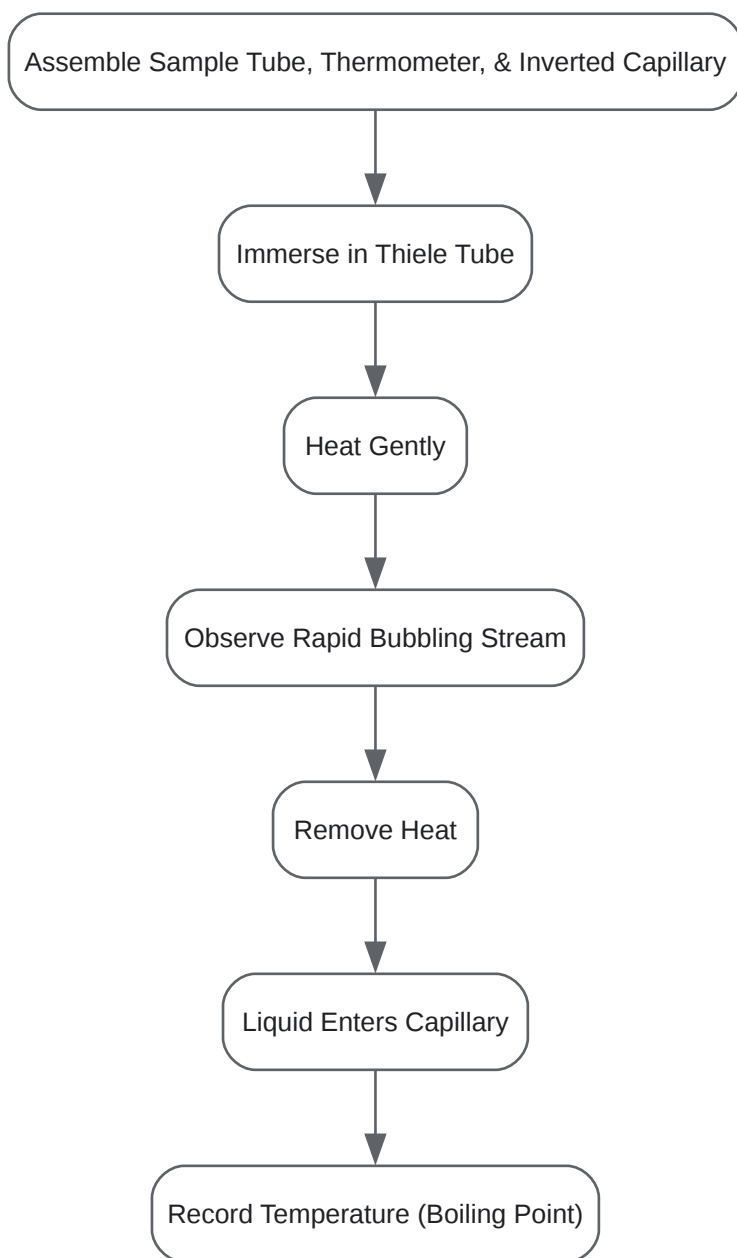 Assemble Sample Tube, Thermometer, & Inverted Capillary
Immerse in Thiele Tube
Heat Gently
Observe Rapid Bubbling Stream
Remove Heat
Liquid Enters Capillary
Record Temperature (Boiling Point)